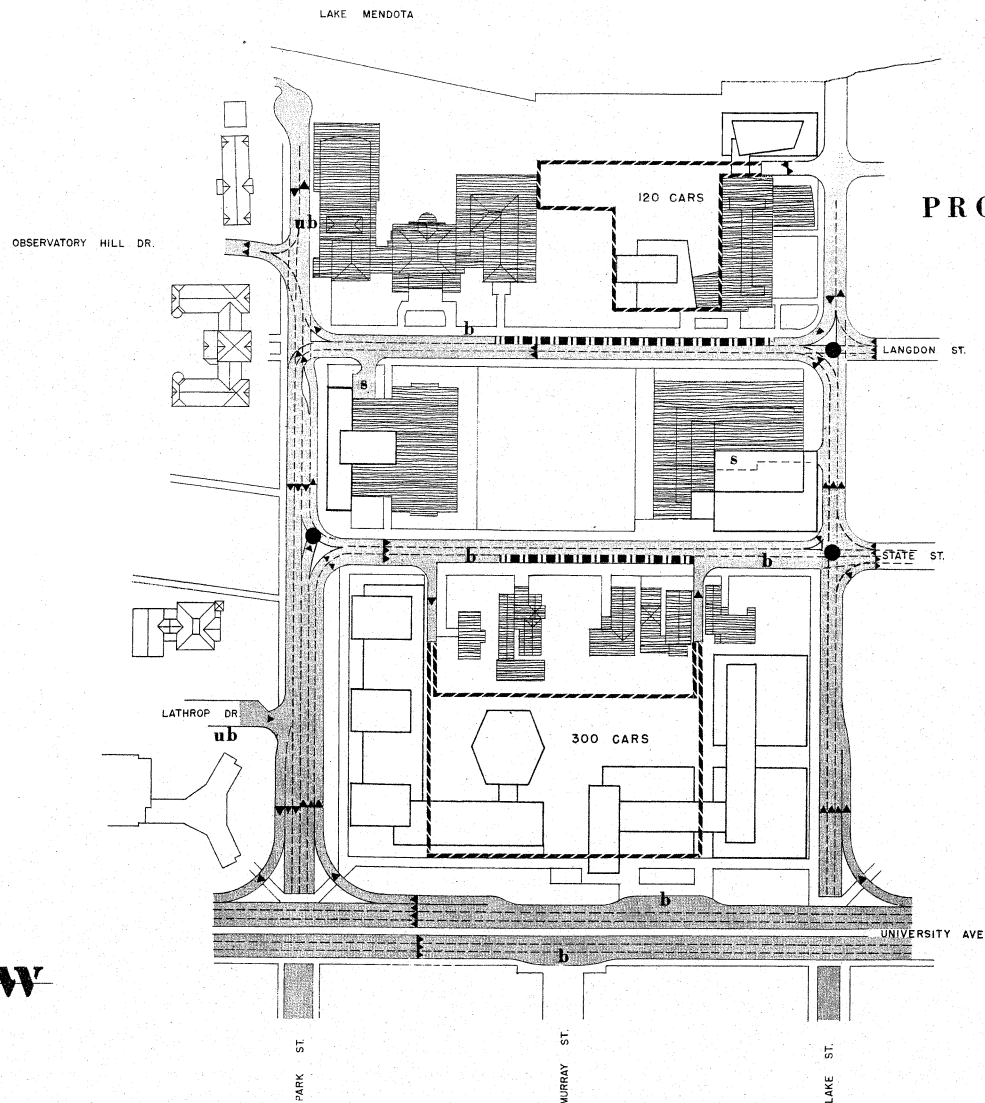 LAKE MENDOTA
120 CARS
PRO
ub
OBSERVATORY HILL DR.
b
LANGDON ST.
s
s
b
b
STATE ST.
LATHROP DR
ub
300 CARS
b
UNIVERSITY AVE
b
W
PARK ST.
MURRAY ST.
LAKE ST.